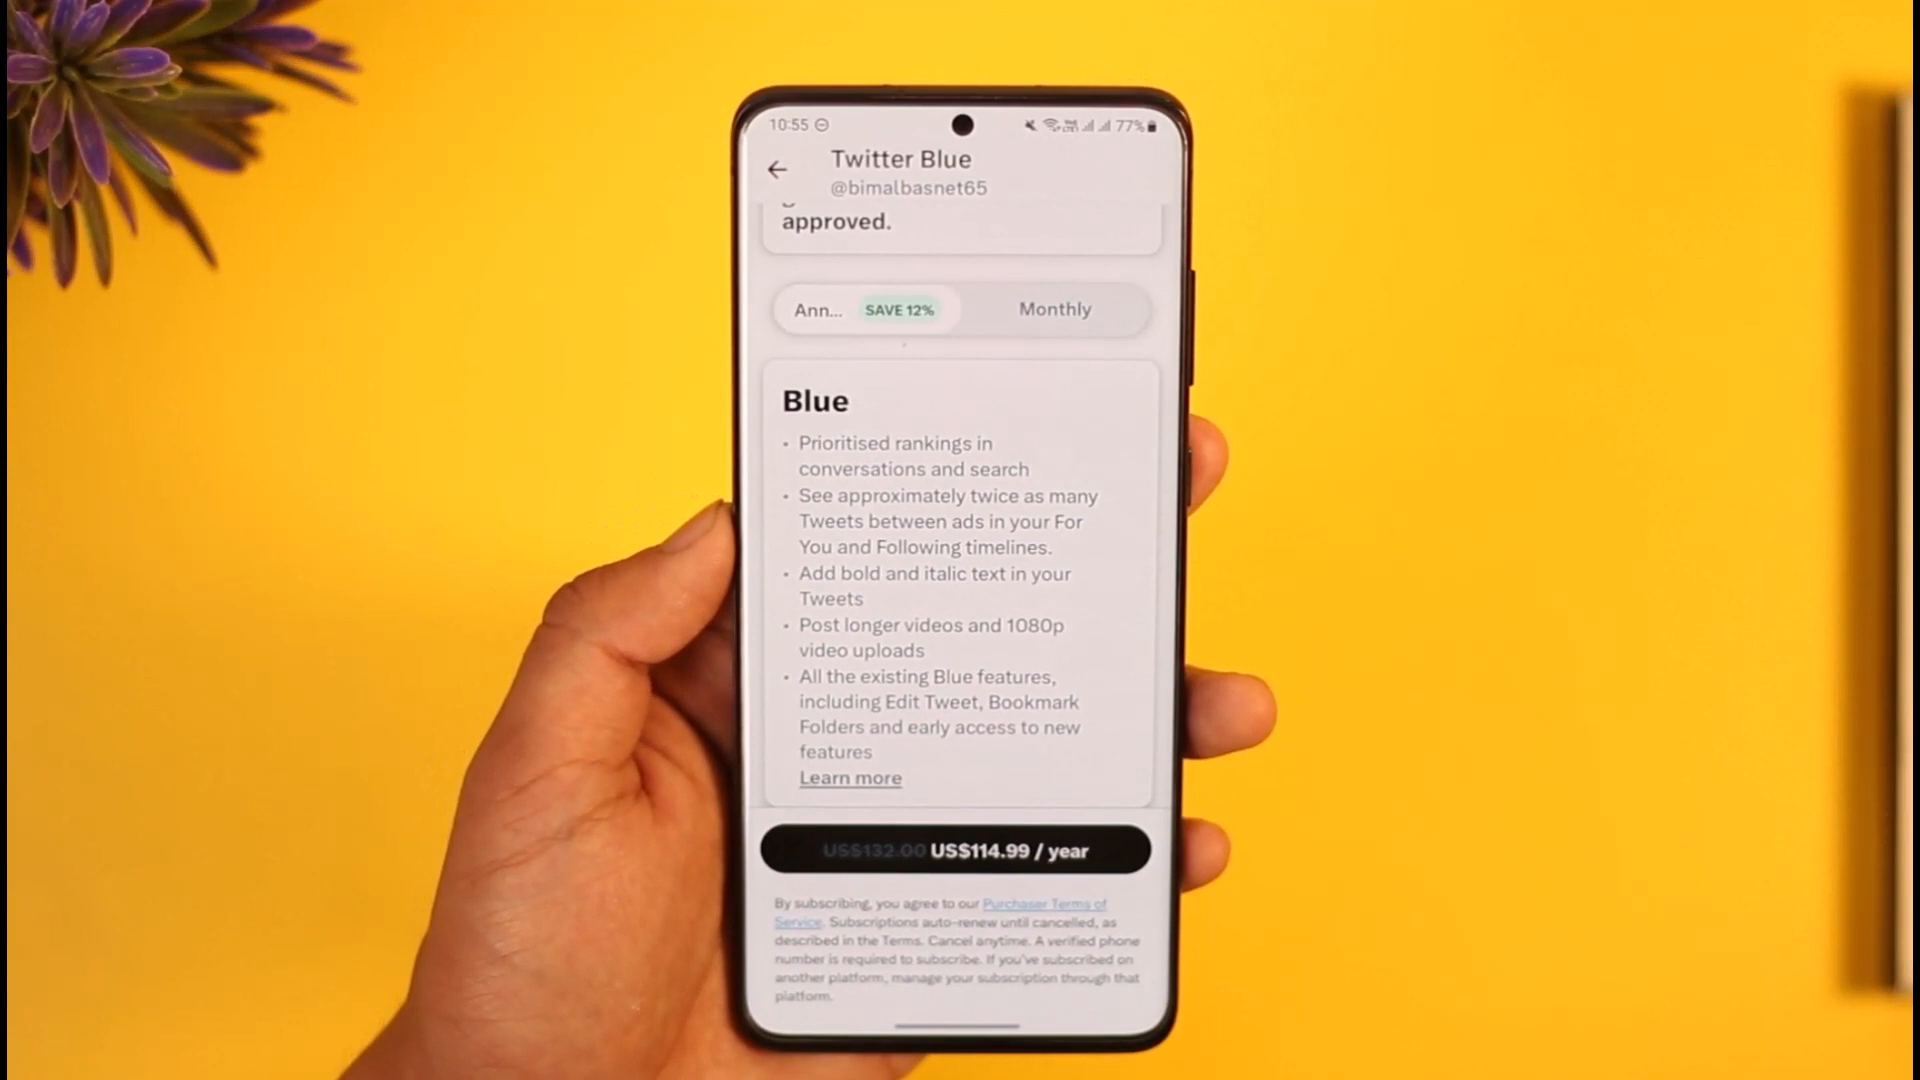 10:55
77%
Twitter Blue
@bimalbasnet65
approved.
Ann... SAVE 12% Monthly
Blue
• Prioritised rankings in
conversations and search
• See approximately twice as many
Tweets between ads in your For
You and Following timelines.
• Add bold and italic text in your
Tweets
• Post longer videos and 1080p
video uploads
• All the existing Blue features,
including Edit Tweet, Bookmark
Folders and early access to new
features
Learn more
US$132.00 US$114.99 / year
By subscribing, you agree to our Purchaser Terms of
Service. Subscriptions auto-renew until cancelled, as
described in the Terms. Cancel anytime. A verified phone
number is required to subscribe. If you've subscribed on
another platform, manage your subscription through that
platform.